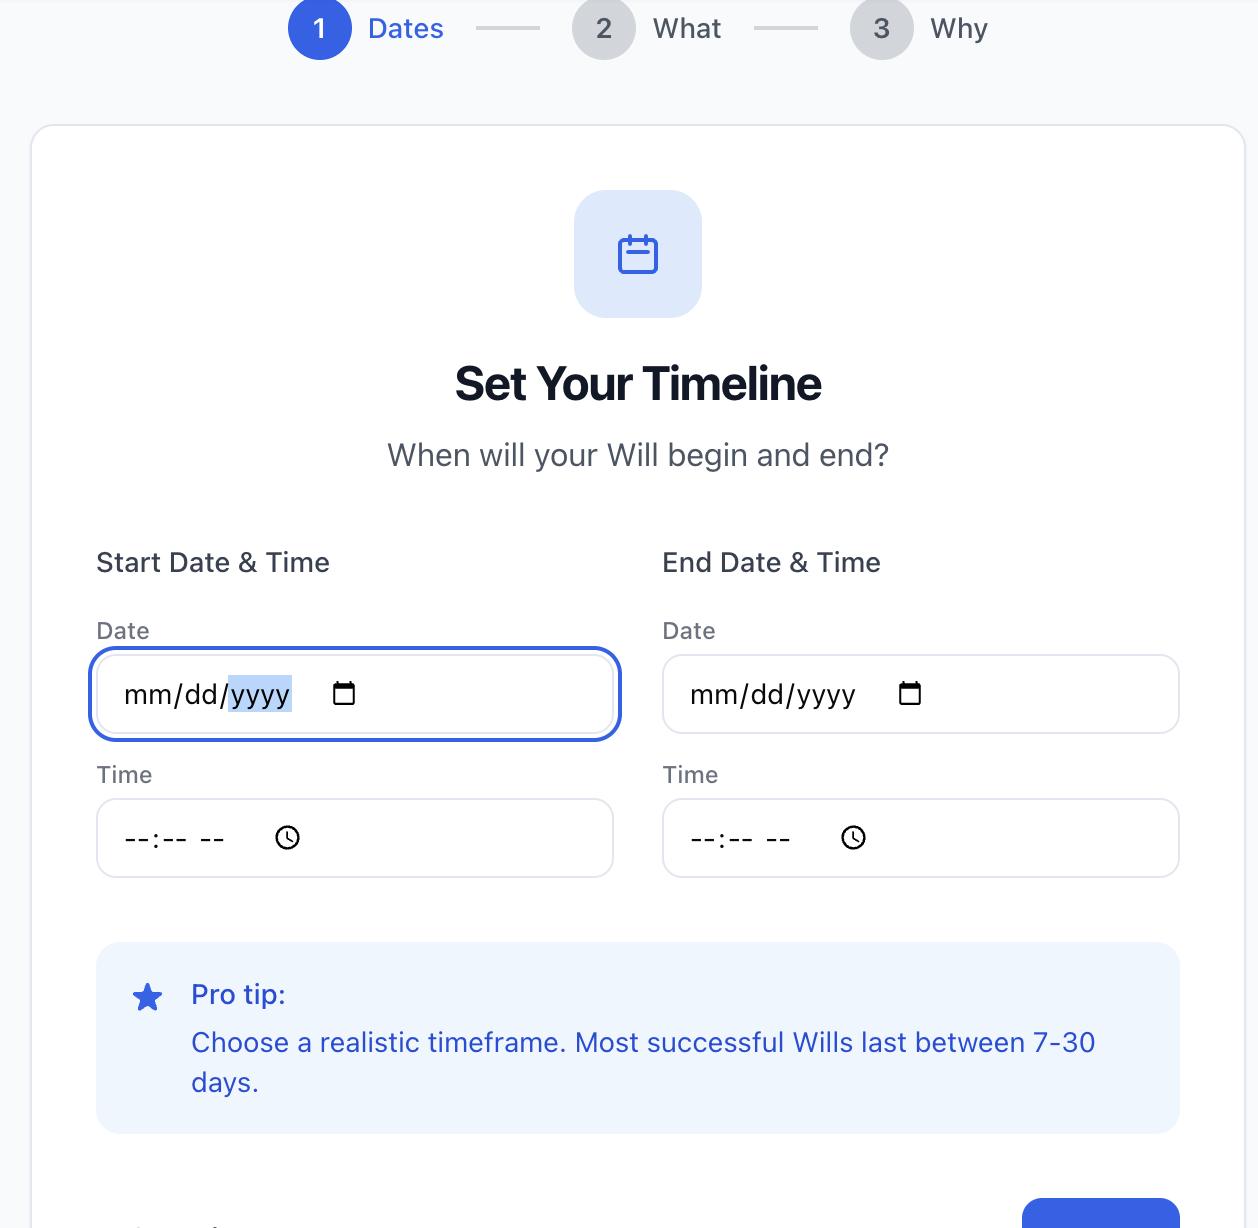 1 Dates 2 What 3 Why
Set Your Timeline
When will your Will begin and end?
Start Date & Time
Date
mm/dd/yyyy
Time
--:-- --
End Date & Time
Date
mm/dd/yyyy
Time
--:-- --
Pro tip:
Choose a realistic timeframe. Most successful Wills last between 7-30
days.